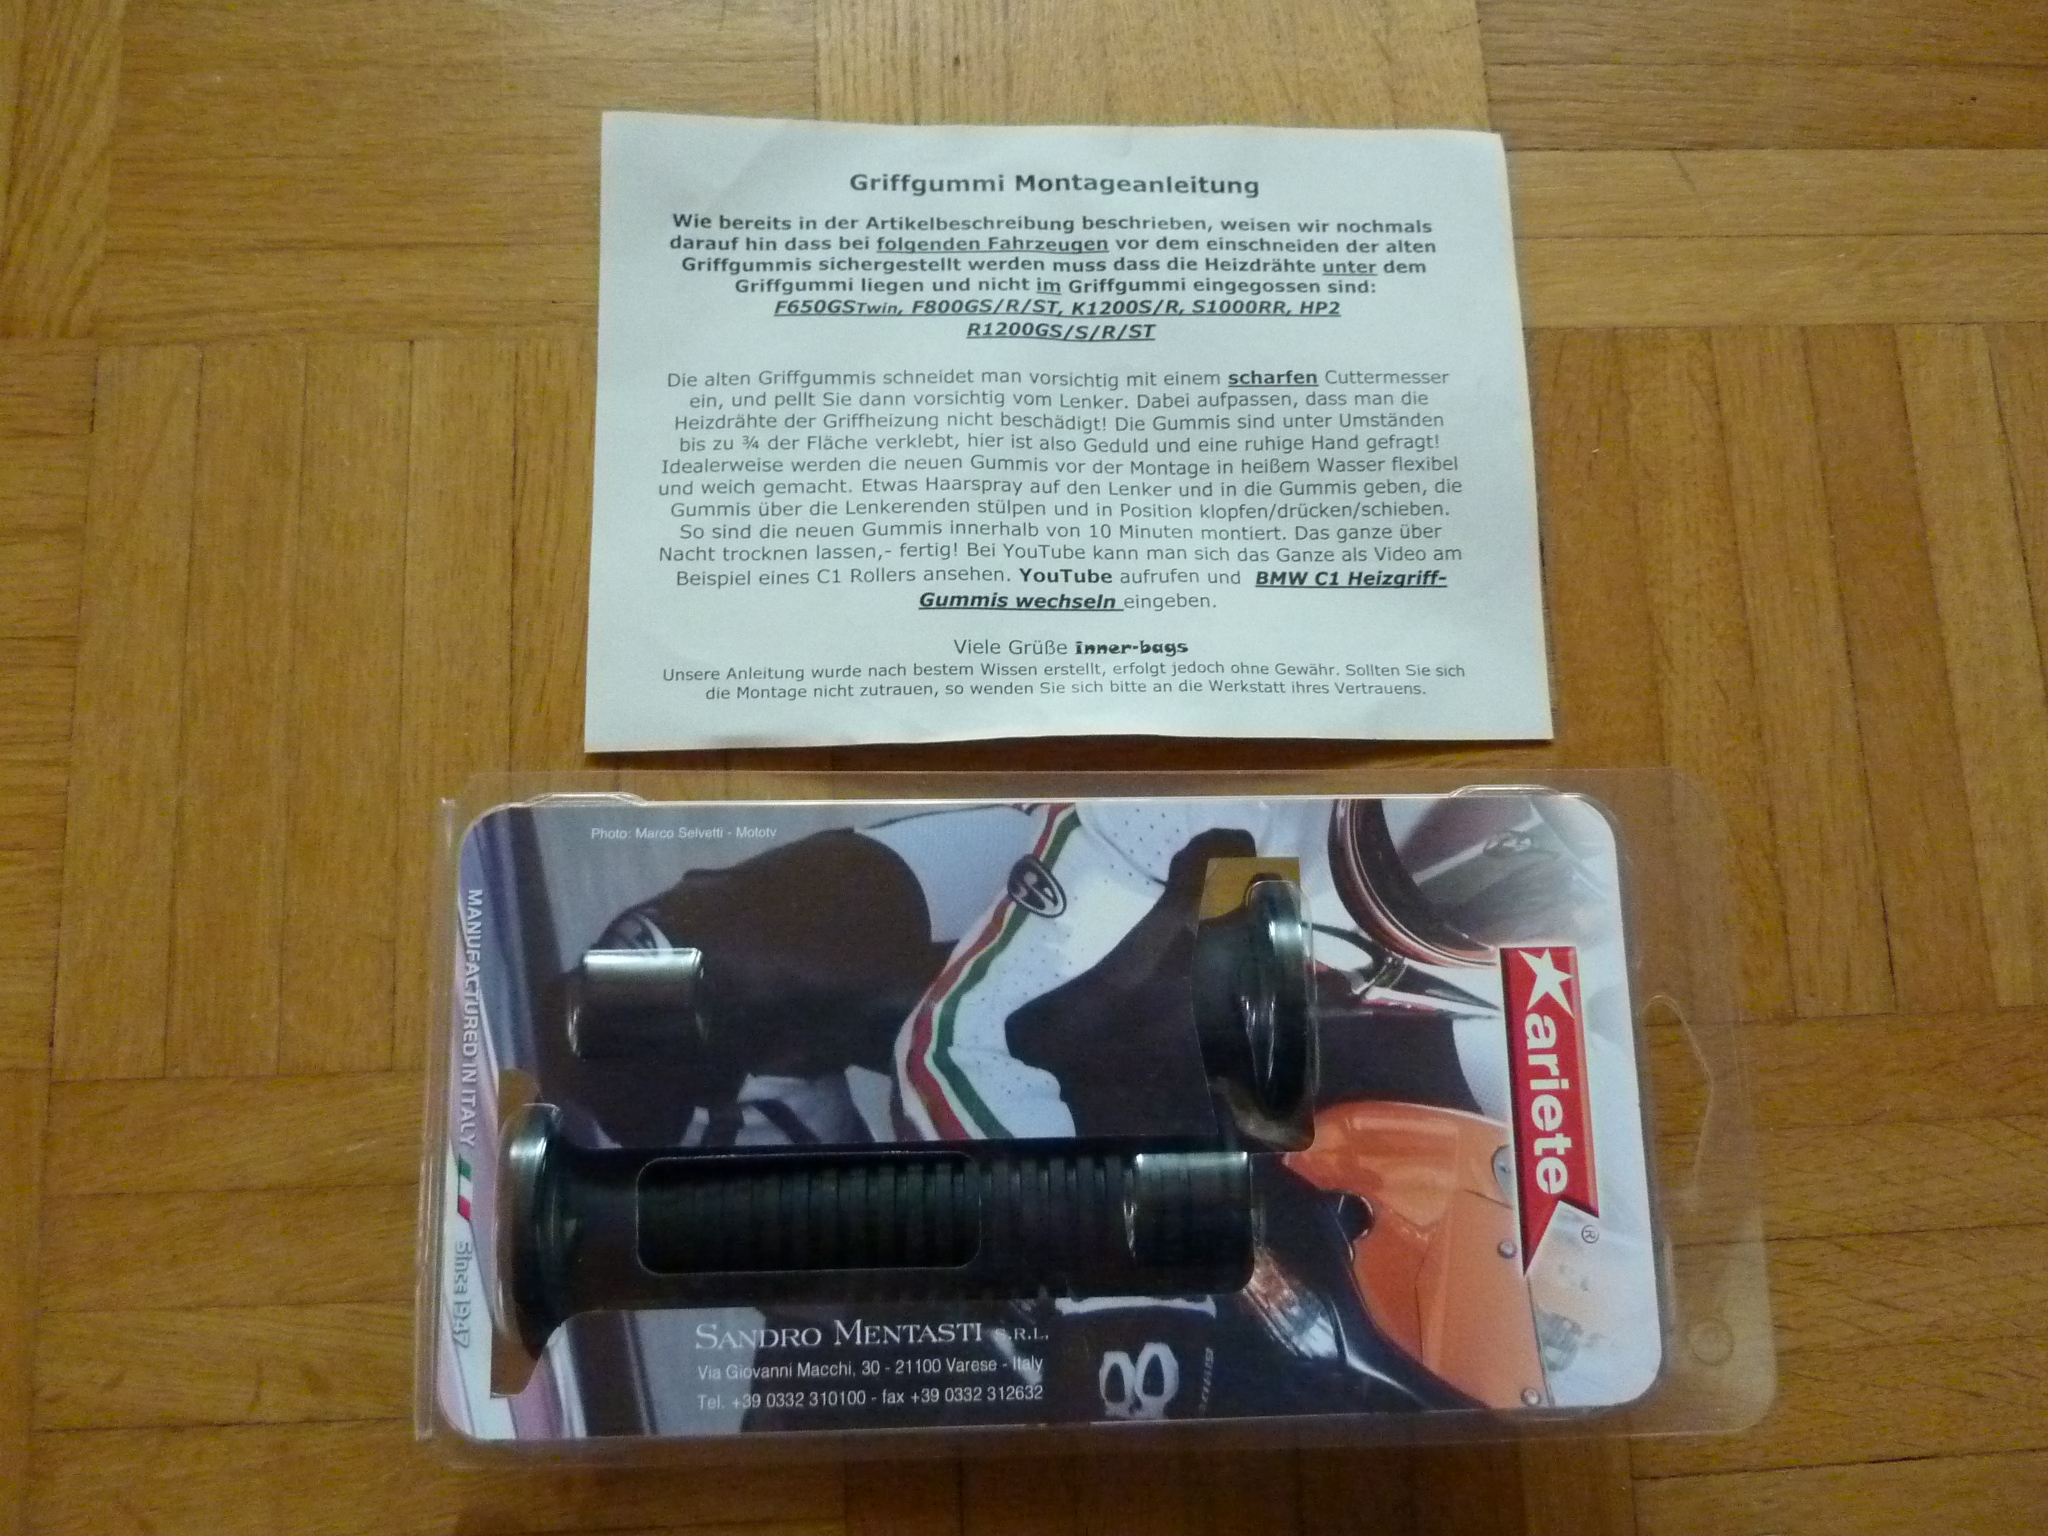 Griffgummi Montageanleitung
Wie bereits in der Artikelbeschreibung beschrieben, weisen wir nochmals
darauf hin dass bei folgenden Fahrzeugen vor dem einschneiden der alten
Griffgummis sichergestellt werden muss dass die Heizdrähte unter dem
Griffgummi liegen und nicht im Griffgummi eingegossen sind:
F650GSTwin, F800GS/R/ST, K1200S/R, S1000RR, HP2
R1200GS/S/R/ST
Die alten Griffgummis schneidet man vorsichtig mit einem scharfen Cuttermesser
ein, und pellt Sie dann vorsichtig vom Lenker. Dabei aufpassen, dass man die
Heizdrähte der Griffheizung nicht beschädigt! Die Gummis sind unter Umständen
bis zu ¾ der Fläche verklebt, hier ist also Geduld und eine ruhige Hand gefragt!
Idealerweise werden die neuen Gummis vor der Montage in heißem Wasser flexibel
und weich gemacht. Etwas Haarspray auf den Lenker und in die Gummis geben, die
Gummis über die Lenkerenden stülpen und in Position klopfen/drücken/schieben.
So sind die neuen Gummis innerhalb von 10 Minuten montiert. Das ganze über
Nacht trocknen lassen,- fertig! Bei YouTube kann man sich das Ganze als Video am
Beispiel eines C1 Rollers ansehen. YouTube aufrufen und BMW C1 Heizgriff-
Gummis wechseln eingeben.
Viele Grüße inner-bags
Unsere Anleitung wurde nach bestem Wissen erstellt, erfolgt jedoch ohne Gewähr. Sollten Sie sich
die Montage nicht zutrauen, so wenden Sie sich bitte an die Werkstatt ihres Vertrauens.
Photo: Marco Selvetti - Mototv
MANUFACTURED IN ITALY Since 1947
ariete ®
SANDRO MENTASTI S.R.L.
Via Giovanni Macchi, 30 - 21100 Varese - Italy
Tel. +39 0332 310100 - fax +39 0332 312632